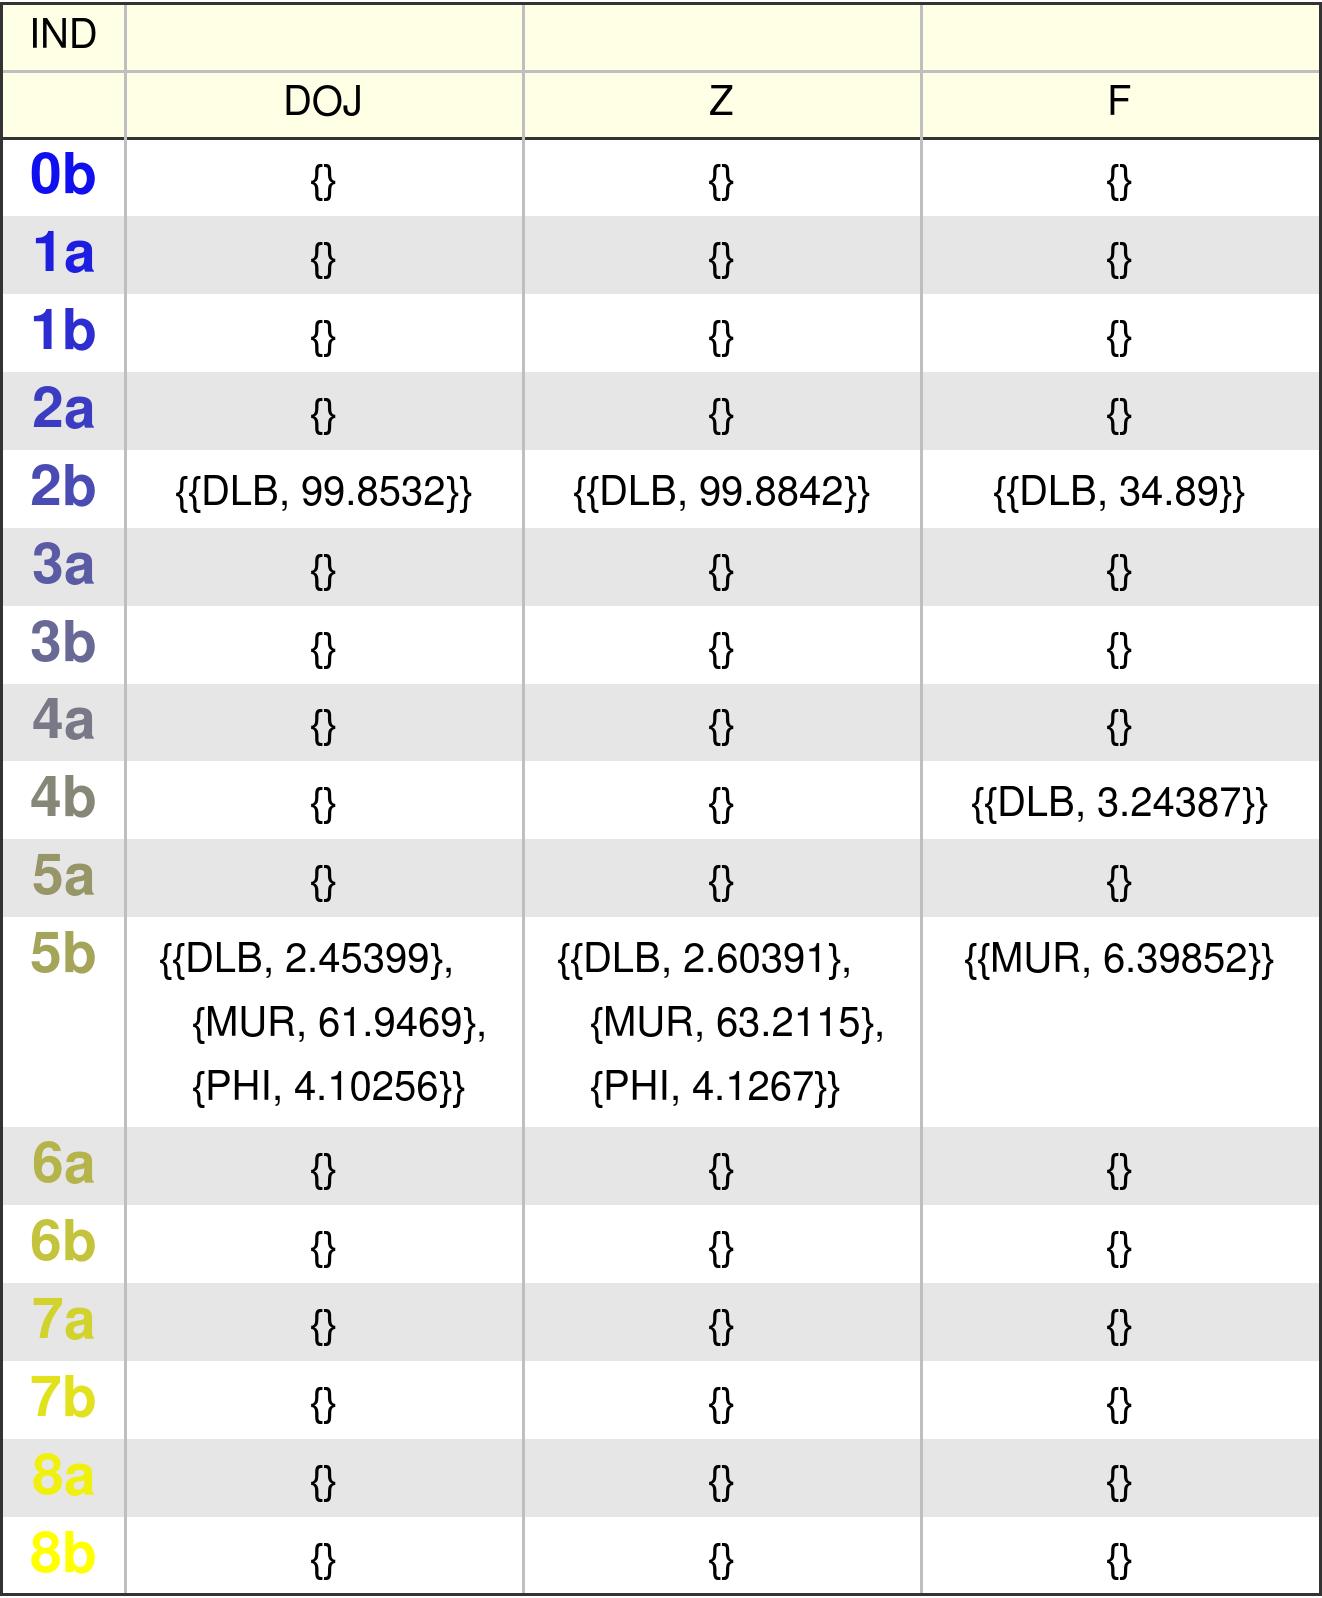 IND
DOJ Z F
0b {} {} {}
1a {} {} {}
1b {} {} {}
2a {} {} {}
2b {{DLB, 99.8532}} {{DLB, 99.8842}} {{DLB, 34.89}}
3a {} {} {}
3b {} {} {}
4a {} {} {}
4b {} {} {{DLB, 3.24387}}
5a {} {} {}
5b {{DLB, 2.45399}, {{DLB, 2.60391}, {{MUR, 6.39852}}
{MUR, 61.9469}, {MUR, 63.2115},
{PHI, 4.10256}} {PHI, 4.1267}}
6a {} {} {}
6b {} {} {}
7a {} {} {}
7b {} {} {}
8a {} {} {}
8b {} {} {}